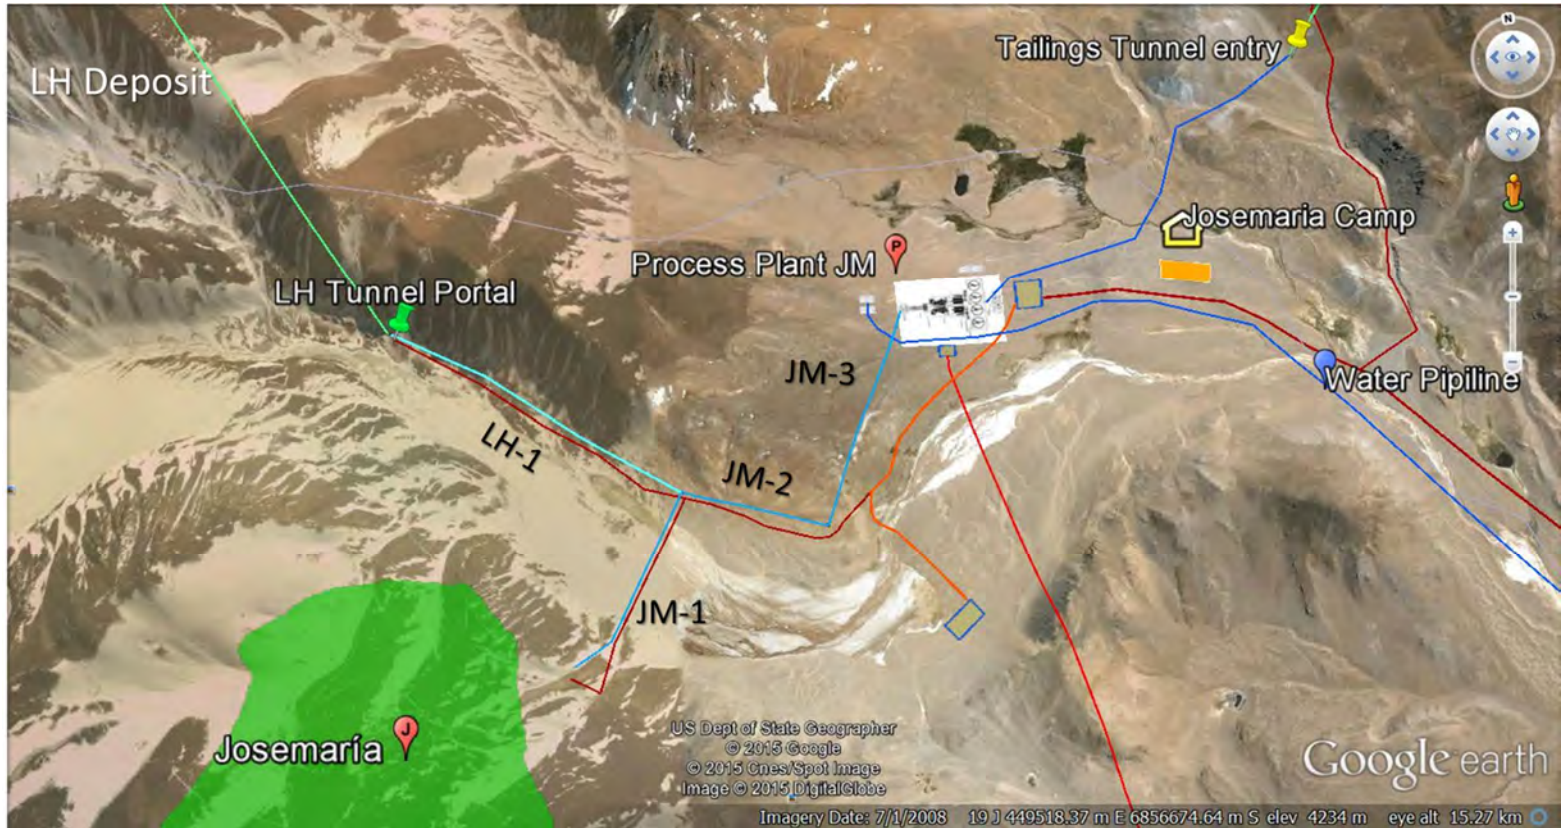 N
Tailings Tunnel entry
LH Deposit
Josemaria Camp
P
Process Plant JM
LH Tunnel Portal
JM-3
Water Pipiline
LH-1
JM-2
JM-1
J
Josemaría
US Dept of State Geographer
© 2015 Google
© 2015 Cnes/Spot Image
Image © 2015 DigitalGlobe
Google earth
Imagery Date: 7/1/2008 19 J 449518.37 m E 6856674.64 m S elev 4234 m eye alt 15.27 km